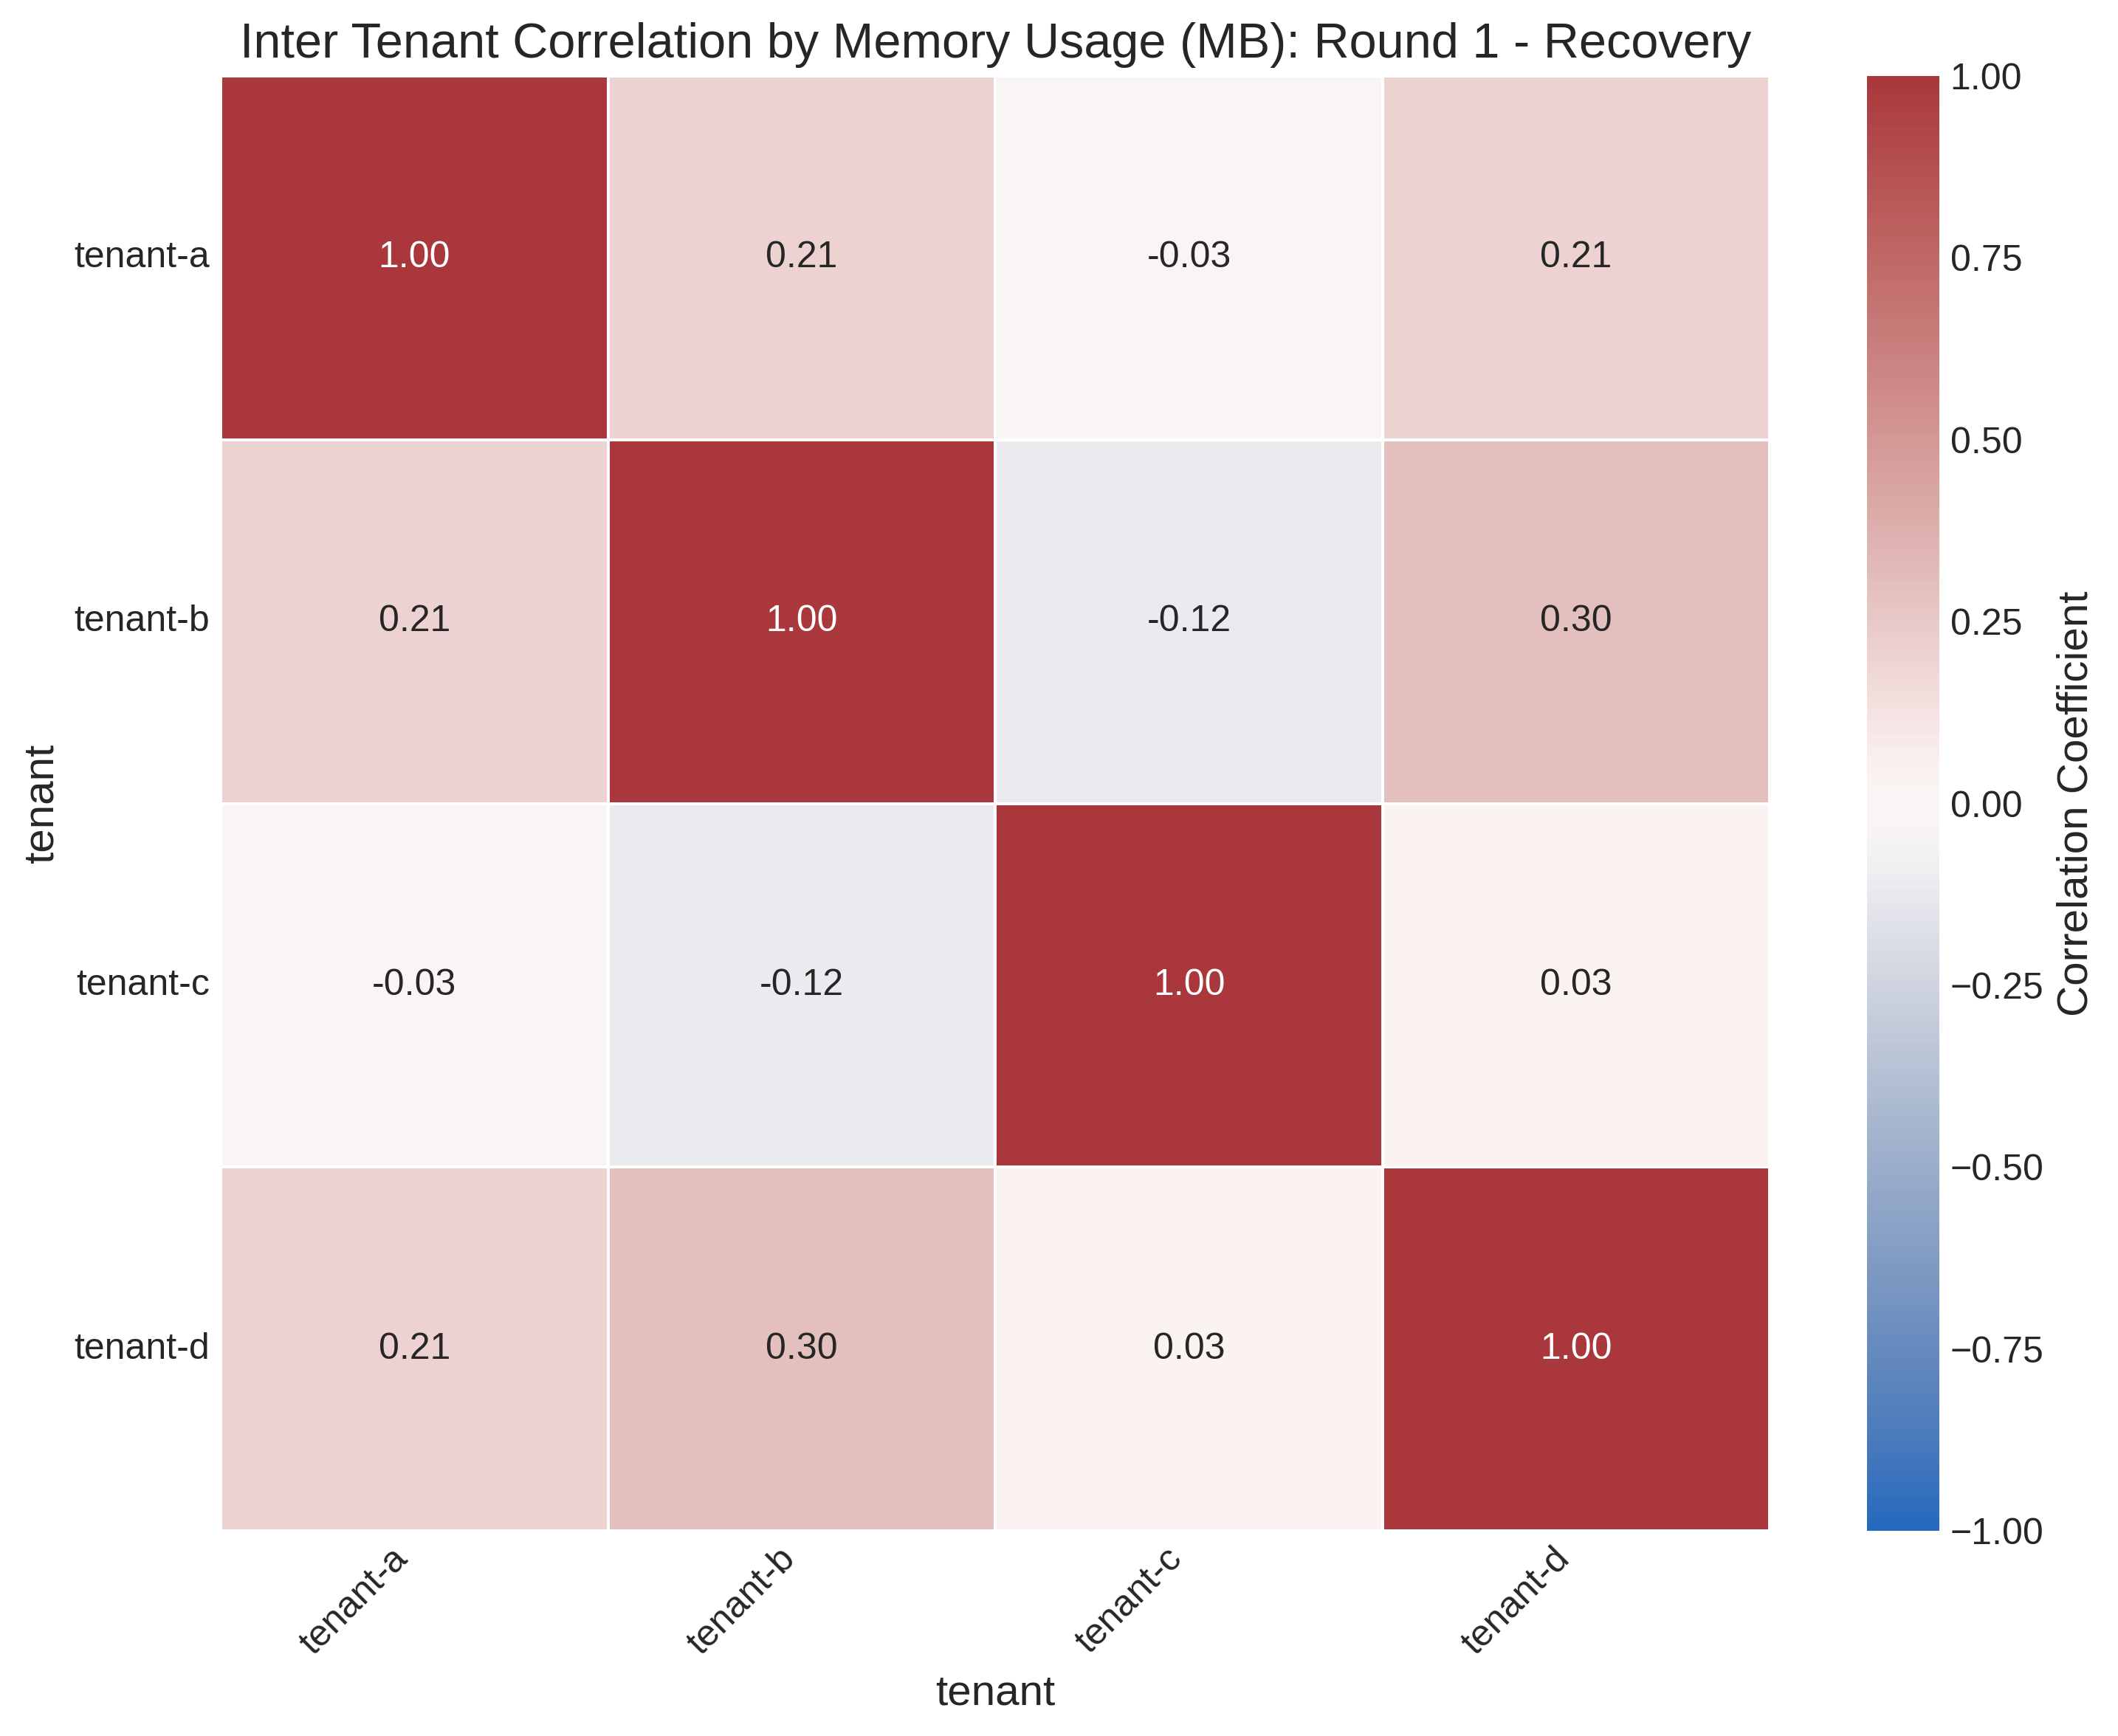 Inter Tenant Correlation by Memory Usage (MB): Round 1 - Recovery
tenant
tenant-a
1.00
0.21
-0.03
0.21
tenant-b
0.21
1.00
-0.12
0.30
tenant-c
-0.03
-0.12
1.00
0.03
tenant-d
0.21
0.30
0.03
1.00
tenant-a
tenant-b
tenant-c
tenant-d
tenant
1.00
0.75
0.50
0.25
0.00
−0.25
−0.50
−0.75
−1.00
Correlation Coefficient